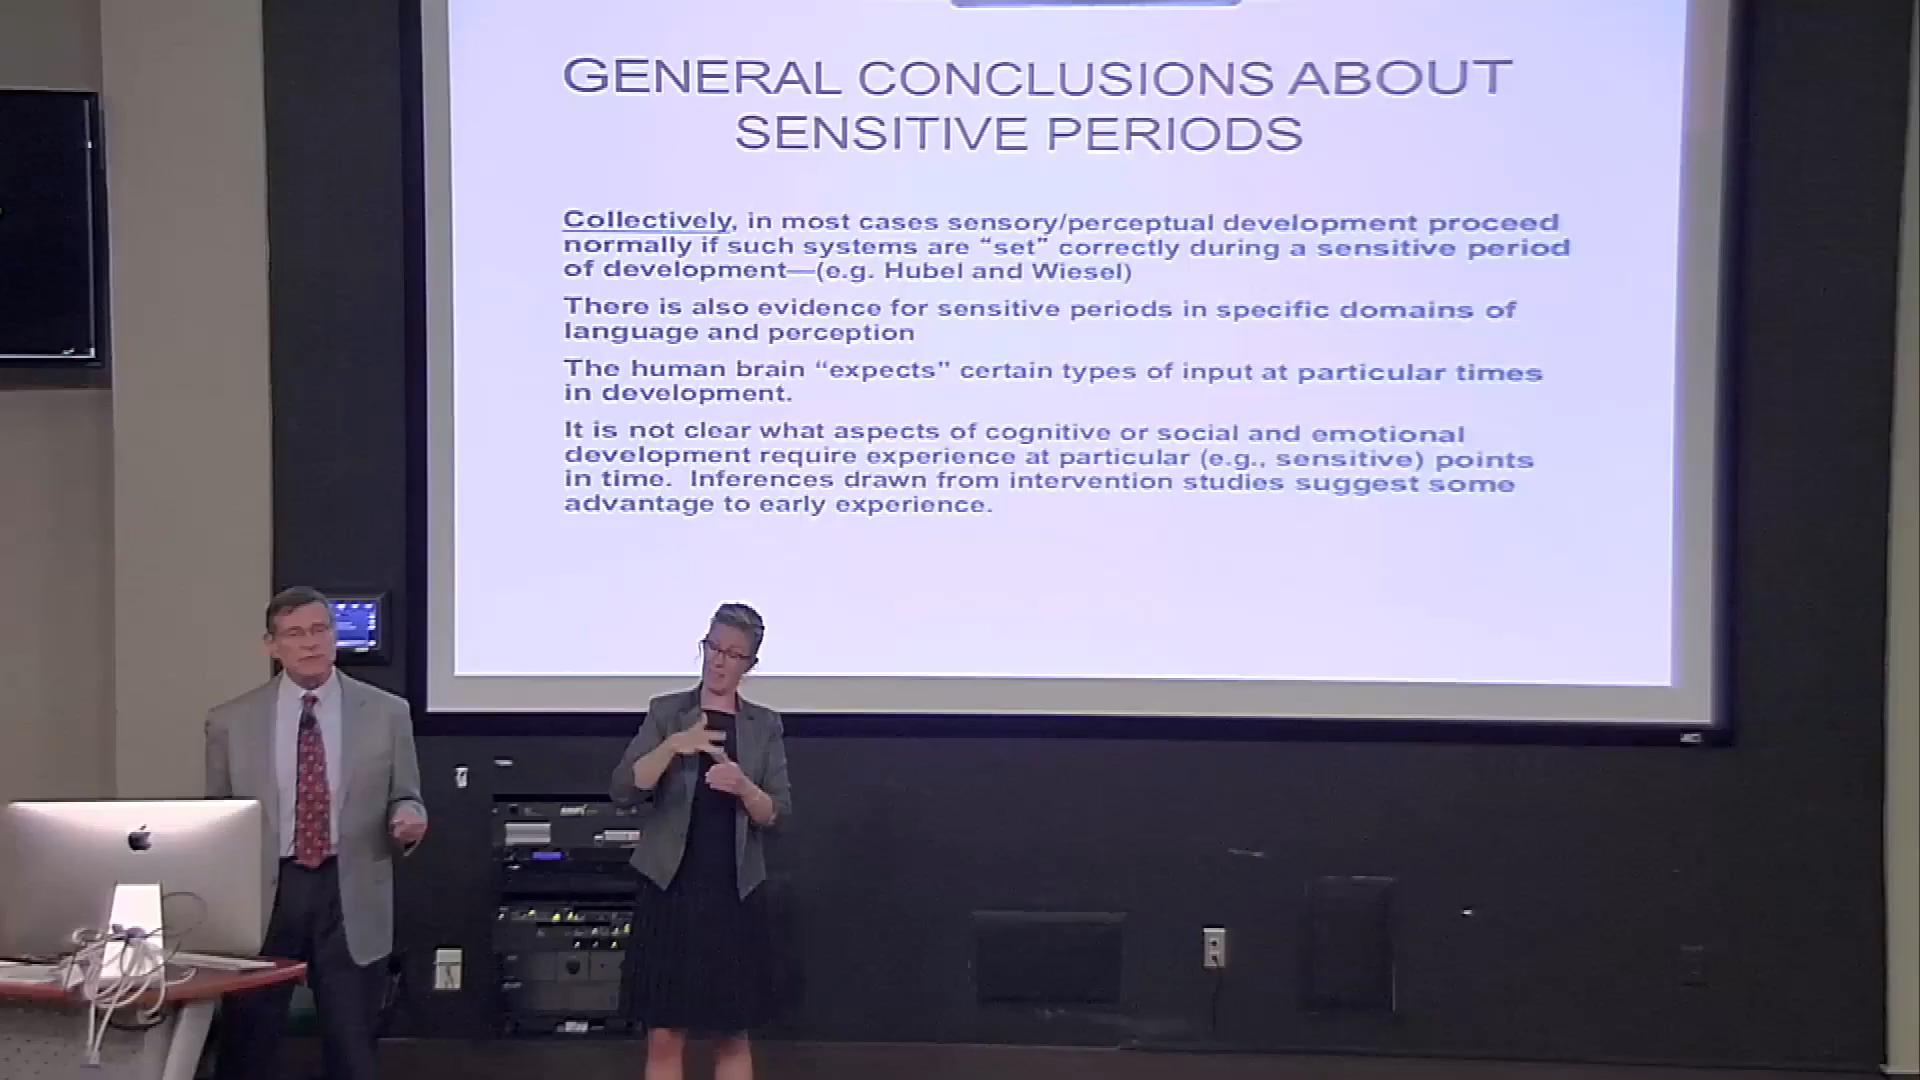 GENERAL CONCLUSIONS ABOUT
SENSITIVE PERIODS
Collectively, in most cases sensory/perceptual development proceed
normally if such systems are “set” correctly during a sensitive period
of development—(e.g. Hubel and Wiesel)
There is also evidence for sensitive periods in specific domains of
language and perception
The human brain “expects” certain types of input at particular times
in development.
It is not clear what aspects of cognitive or social and emotional
development require experience at particular (e.g., sensitive) points
in time.  Inferences drawn from intervention studies suggest some
advantage to early experience.